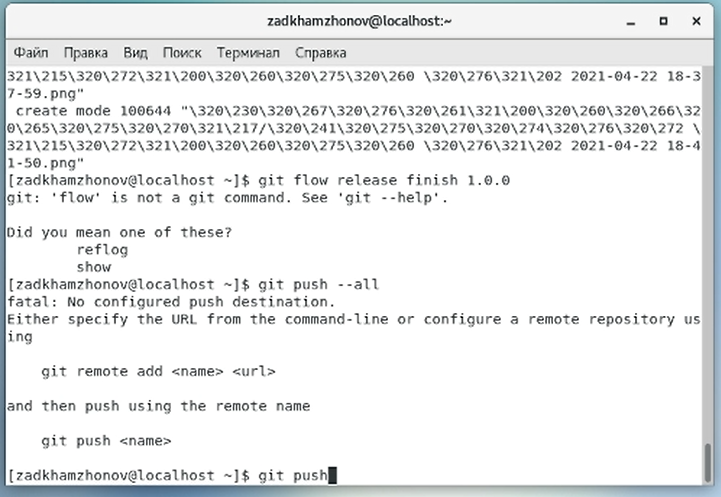 zadkhamzhonov@localhost:~
Файл Правка Вид Поиск Терминал Справка
321\215\320\272\321\200\320\260\320\275\320\260 \320\276\321\202 2021-04-22 18-3
7-59.png"
 create mode 100644 "\320\230\320\267\320\276\320\261\321\200\320\260\320\266\32
0\265\320\275\320\270\321\217/\320\241\320\275\320\270\320\274\320\276\320\272 \
321\215\320\272\321\200\320\260\320\275\320\260 \320\276\321\202 2021-04-22 18-4
1-50.png"
[zadkhamzhonov@localhost ~]$ git flow release finish 1.0.0
git: 'flow' is not a git command. See 'git --help'.
Did you mean one of these?
        reflog
        show
[zadkhamzhonov@localhost ~]$ git push --all
fatal: No configured push destination.
Either specify the URL from the command-line or configure a remote repository us
ing
    git remote add <name> <url>
and then push using the remote name
    git push <name>
[zadkhamzhonov@localhost ~]$ git push